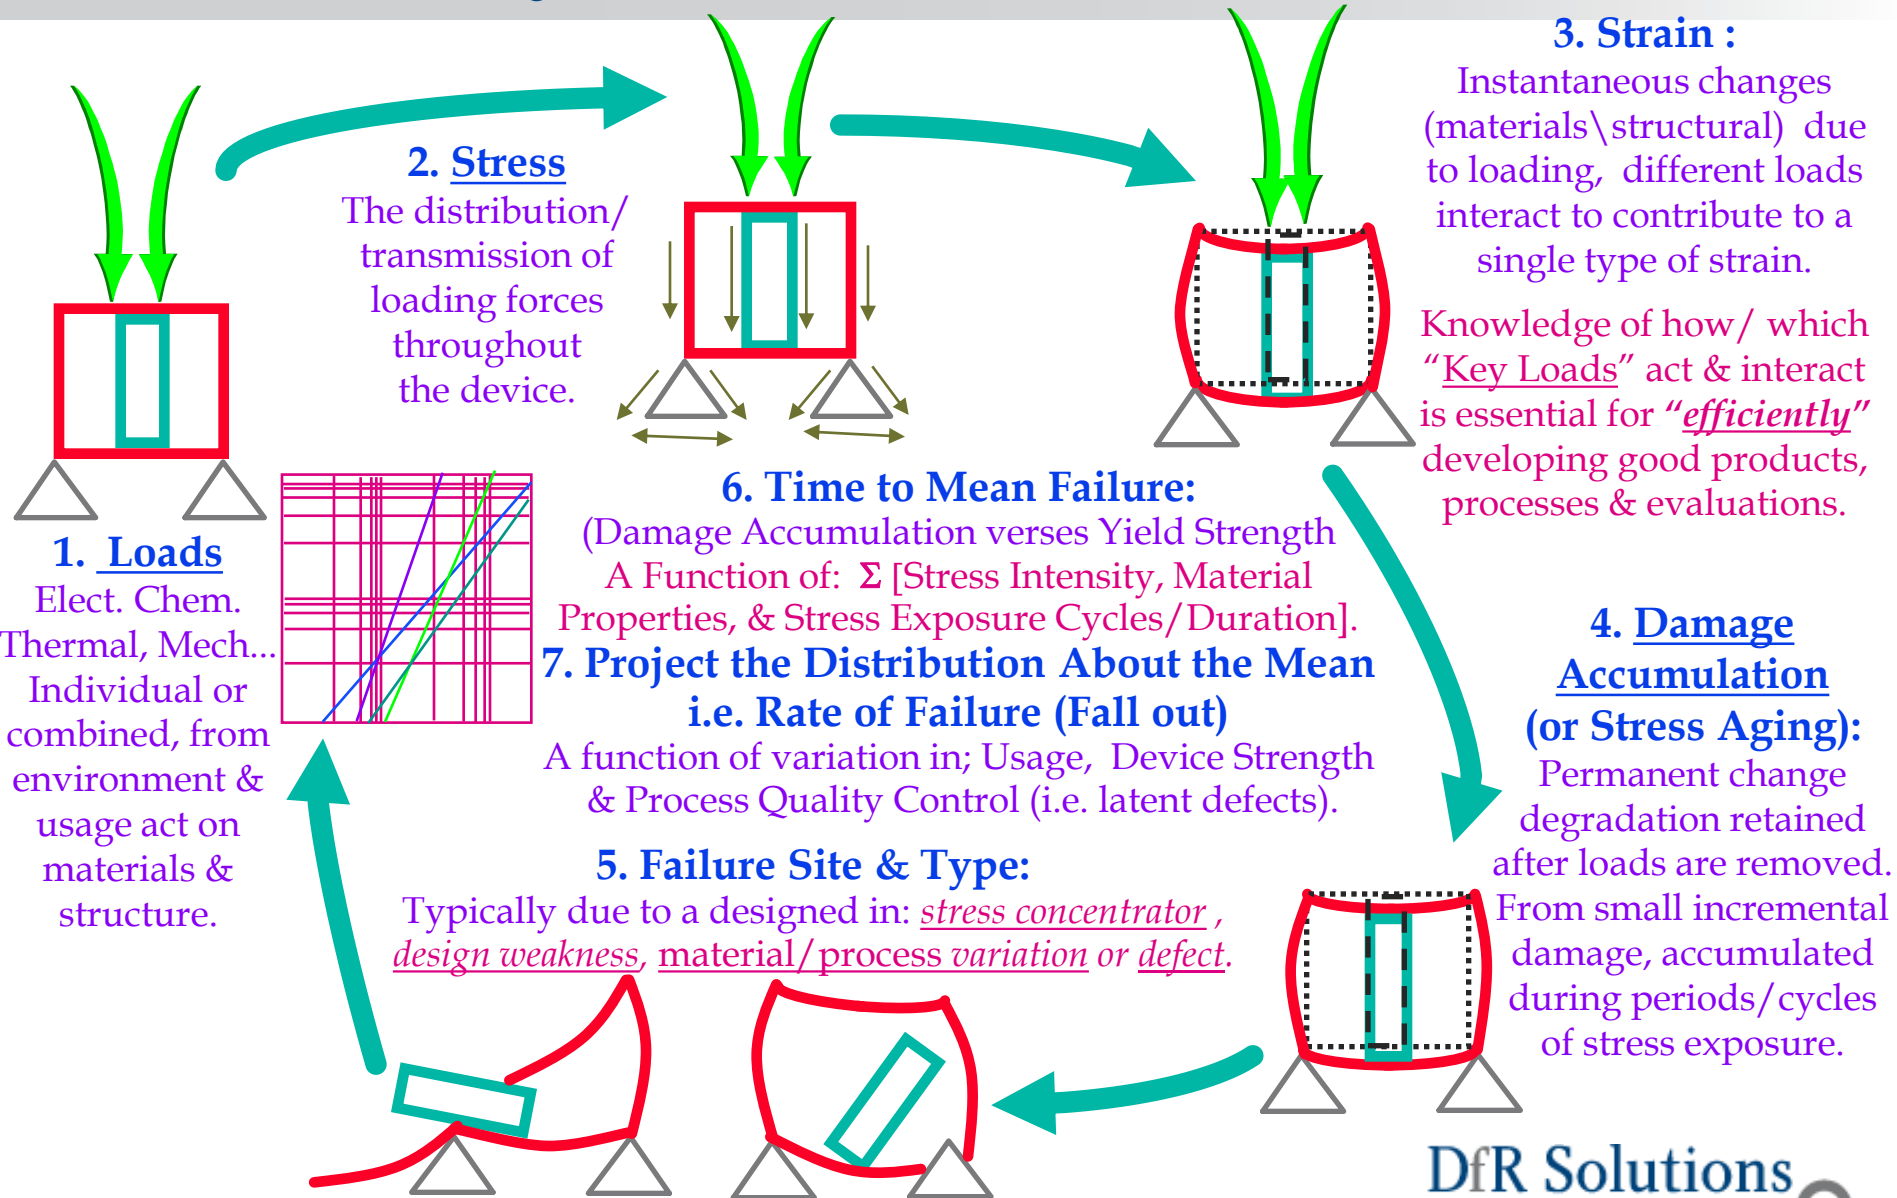 1. Loads
Elect. Chem.
Thermal, Mech...
Individual or
combined, from
environment &
usage act on
materials &
structure.
2. Stress
The distribution/
transmission of
loading forces
throughout
the device.
3. Strain :
Instantaneous changes
(materials\structural) due
to loading, different loads
interact to contribute to a
single type of strain.
Knowledge of how/ which
“Key Loads” act & interact
is essential for “efficiently”
developing good products,
processes & evaluations.
4. Damage
Accumulation
(or Stress Aging):
Permanent change
degradation retained
after loads are removed.
From small incremental
damage, accumulated
during periods/cycles
of stress exposure.
5. Failure Site & Type:
Typically due to a designed in: stress concentrator ,
design weakness, material/process variation or defect.
6. Time to Mean Failure:
(Damage Accumulation verses Yield Strength
A Function of: Σ [Stress Intensity, Material
Properties, & Stress Exposure Cycles/Duration].
7. Project the Distribution About the Mean
i.e. Rate of Failure (Fall out)
A function of variation in; Usage, Device Strength
& Process Quality Control (i.e. latent defects).
DfR Solutions